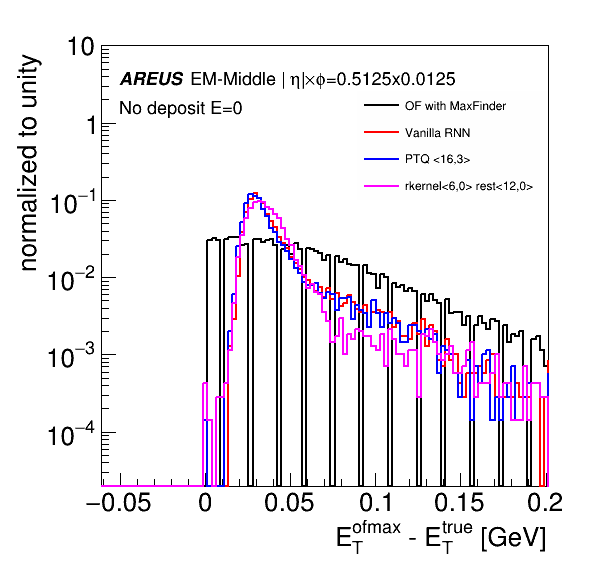 normalized to unity
10
1
10⁻¹
10⁻²
10⁻³
10⁻⁴
AREUS EM-Middle | η|×ϕ=0.5125x0.0125
No deposit E=0
OF with MaxFinder
Vanilla RNN
PTQ <16,3>
rkernel<6,0> rest<12,0>
−0.05 0 0.05 0.1 0.15 0.2
E_T^ofmax - E_T^true [GeV]